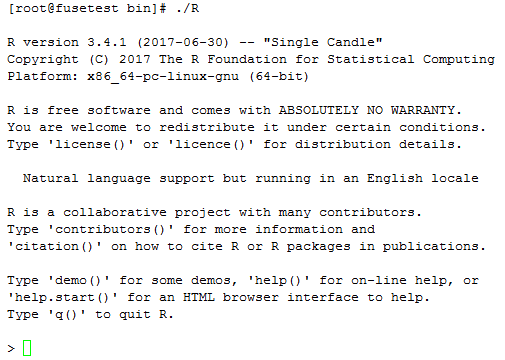 [root@fusetest bin]# ./R
R version 3.4.1 (2017-06-30) -- "Single Candle"
Copyright (C) 2017 The R Foundation for Statistical Computing
Platform: x86_64-pc-linux-gnu (64-bit)
R is free software and comes with ABSOLUTELY NO WARRANTY.
You are welcome to redistribute it under certain conditions.
Type 'license()' or 'licence()' for distribution details.
Natural language support but running in an English locale
R is a collaborative project with many contributors.
Type 'contributors()' for more information and
'citation()' on how to cite R or R packages in publications.
Type 'demo()' for some demos, 'help()' for on-line help, or
'help.start()' for an HTML browser interface to help.
Type 'q()' to quit R.
>